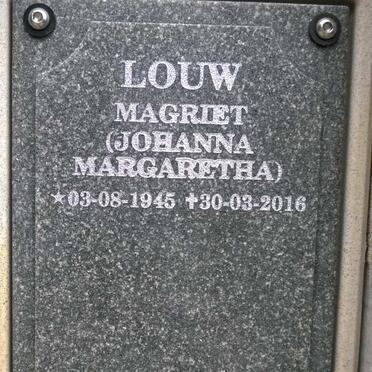 LOUW
MAGRIET
(JOHANNA
MARGARETHA)
★03-08-1945 ✝30-03-2016